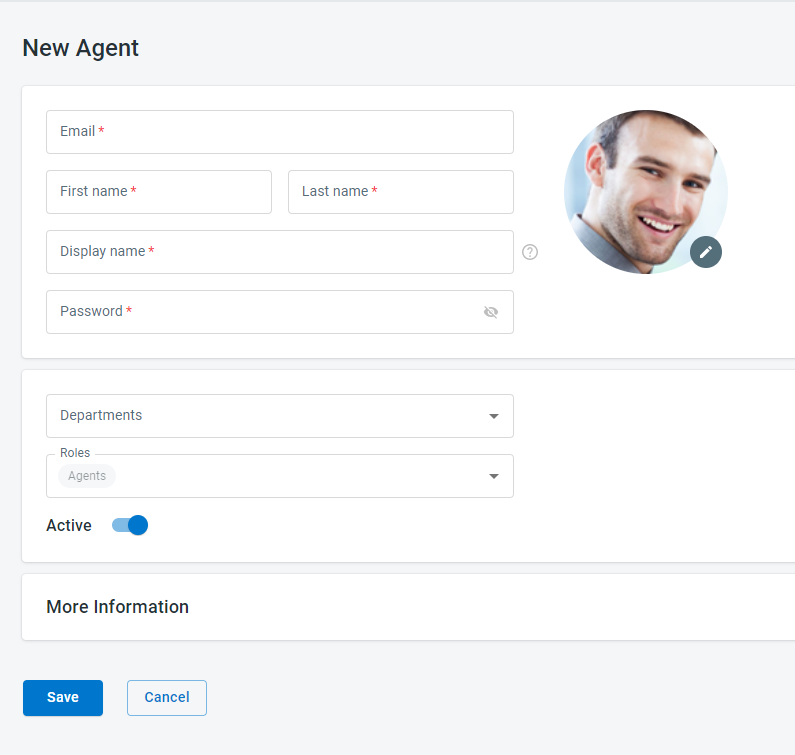 New Agent
Email *
First name * Last name *
Display name *
Password *
Departments
Roles
Agents
Active
More Information
Save Cancel